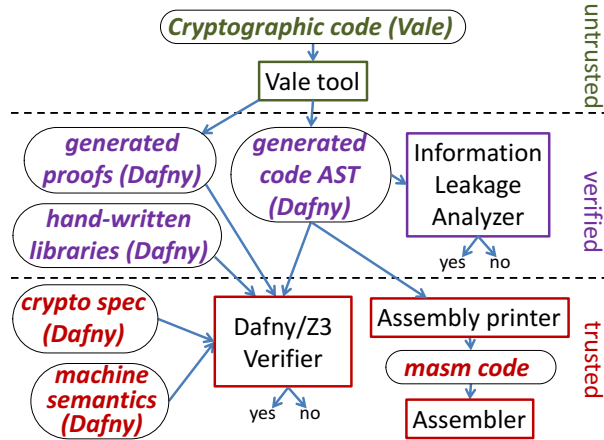 Cryptographic code (Vale)
untrusted
Vale tool
generated
proofs (Dafny)
generated
code AST
(Dafny)
Information
Leakage
Analyzer
verified
hand-written
libraries (Dafny)
yes no
crypto spec
(Dafny)
Dafny/Z3
Verifier
Assembly printer
trusted
machine
semantics
(Dafny)
masm code
yes no
Assembler